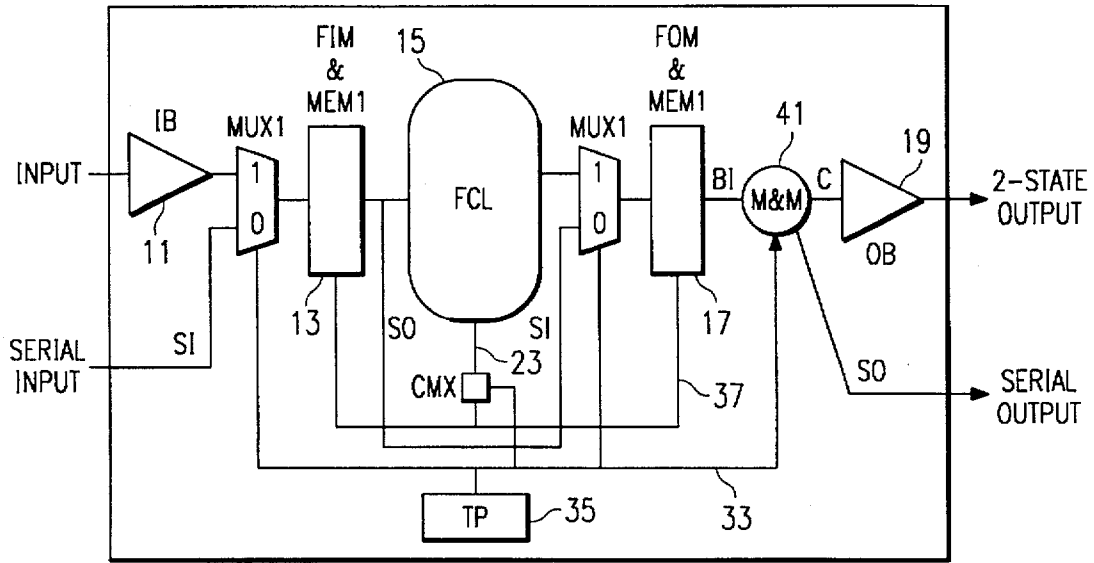 FIM
&
MEM1
15
FOM
&
MEM1
IB
MUX1
MUX1
41
19
INPUT
1
0
FCL
1
0
BI
M&M
C
2-STATE
OUTPUT
11
OB
13
SO
SI
17
SERIAL
INPUT
SI
23
CMX
37
SO
SERIAL
OUTPUT
TP
35
33